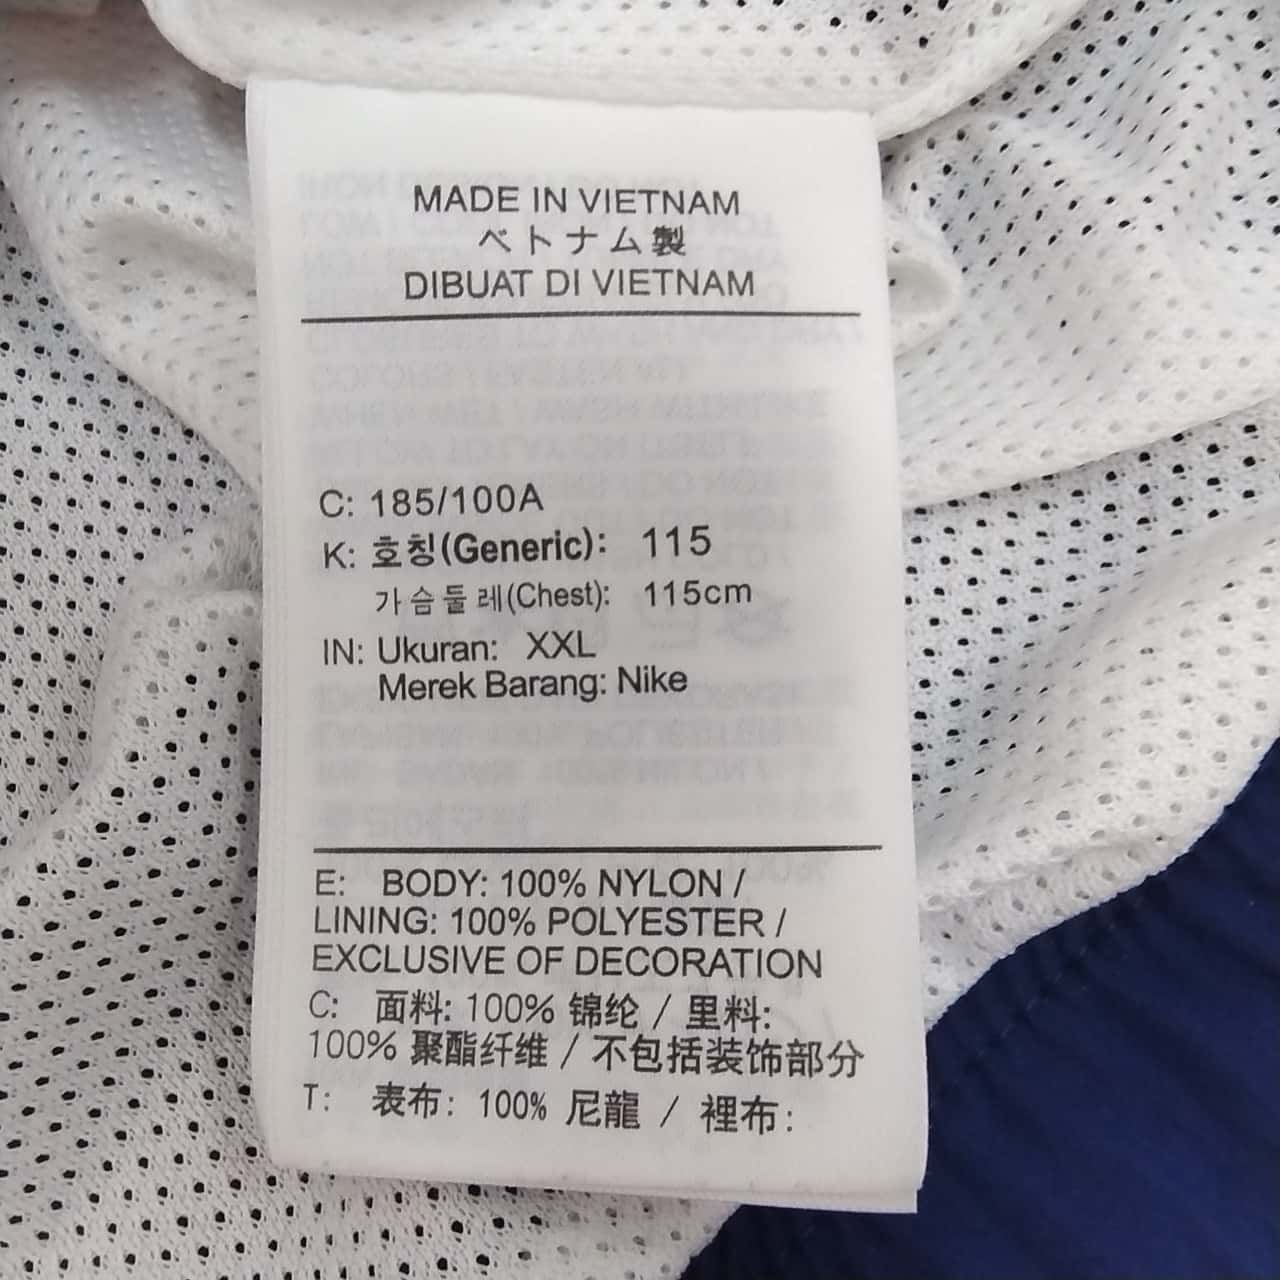 MADE IN VIETNAM
ベトナム製
DIBUAT DI VIETNAM
C: 185/100A
K: 호칭(Generic): 115
가슴둘레(Chest): 115cm
IN: Ukuran: XXL
Merek Barang: Nike
E: BODY: 100% NYLON /
LINING: 100% POLYESTER /
EXCLUSIVE OF DECORATION
C: 面料: 100% 锦纶 / 里料:
100% 聚酯纤维 / 不包括装饰部分
T: 表布: 100% 尼龍 / 裡布: